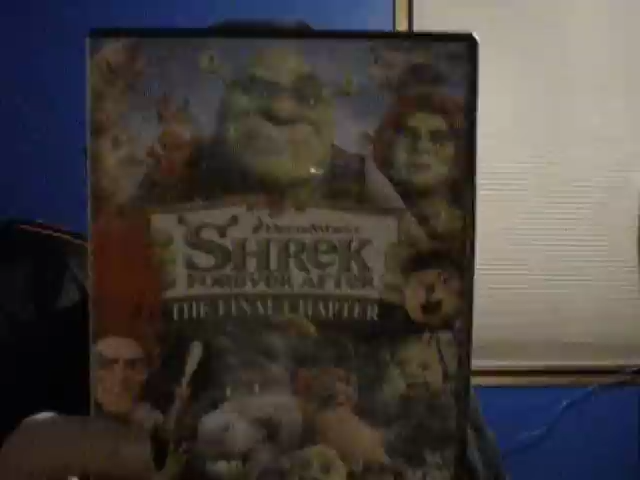 DREAMWORKS
SHREK
FOREVER AFTER
THE FINAL CHAPTER